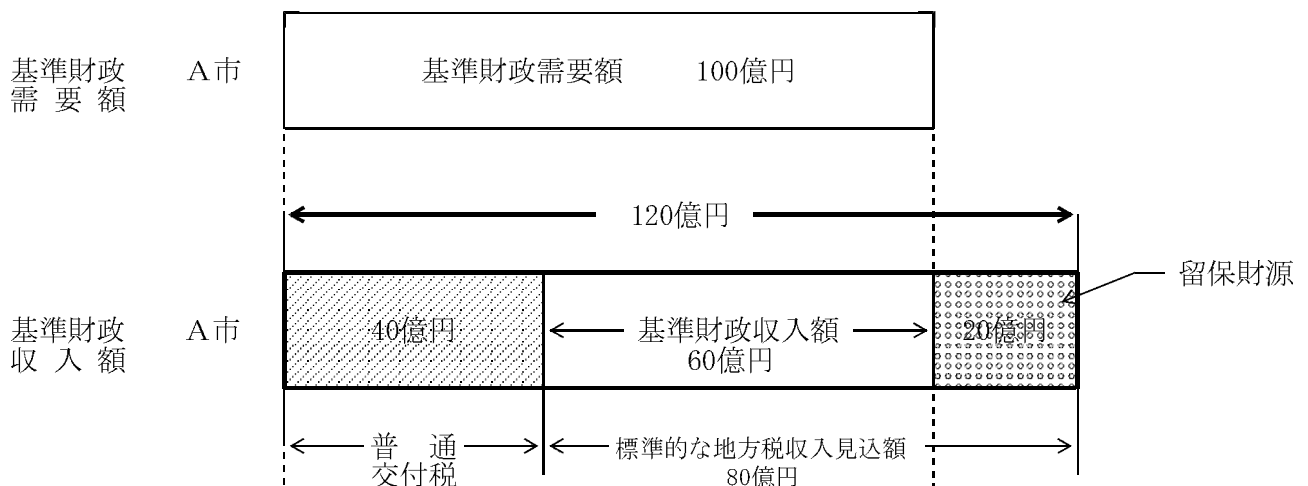 基準財政
需要額
Ａ市
基準財政需要額　　100億円
120億円
留保財源
基準財政
収入額
Ａ市
40億円
基準財政収入額
60億円
20億円
普　通
交付税
標準的な地方税収入見込額
80億円